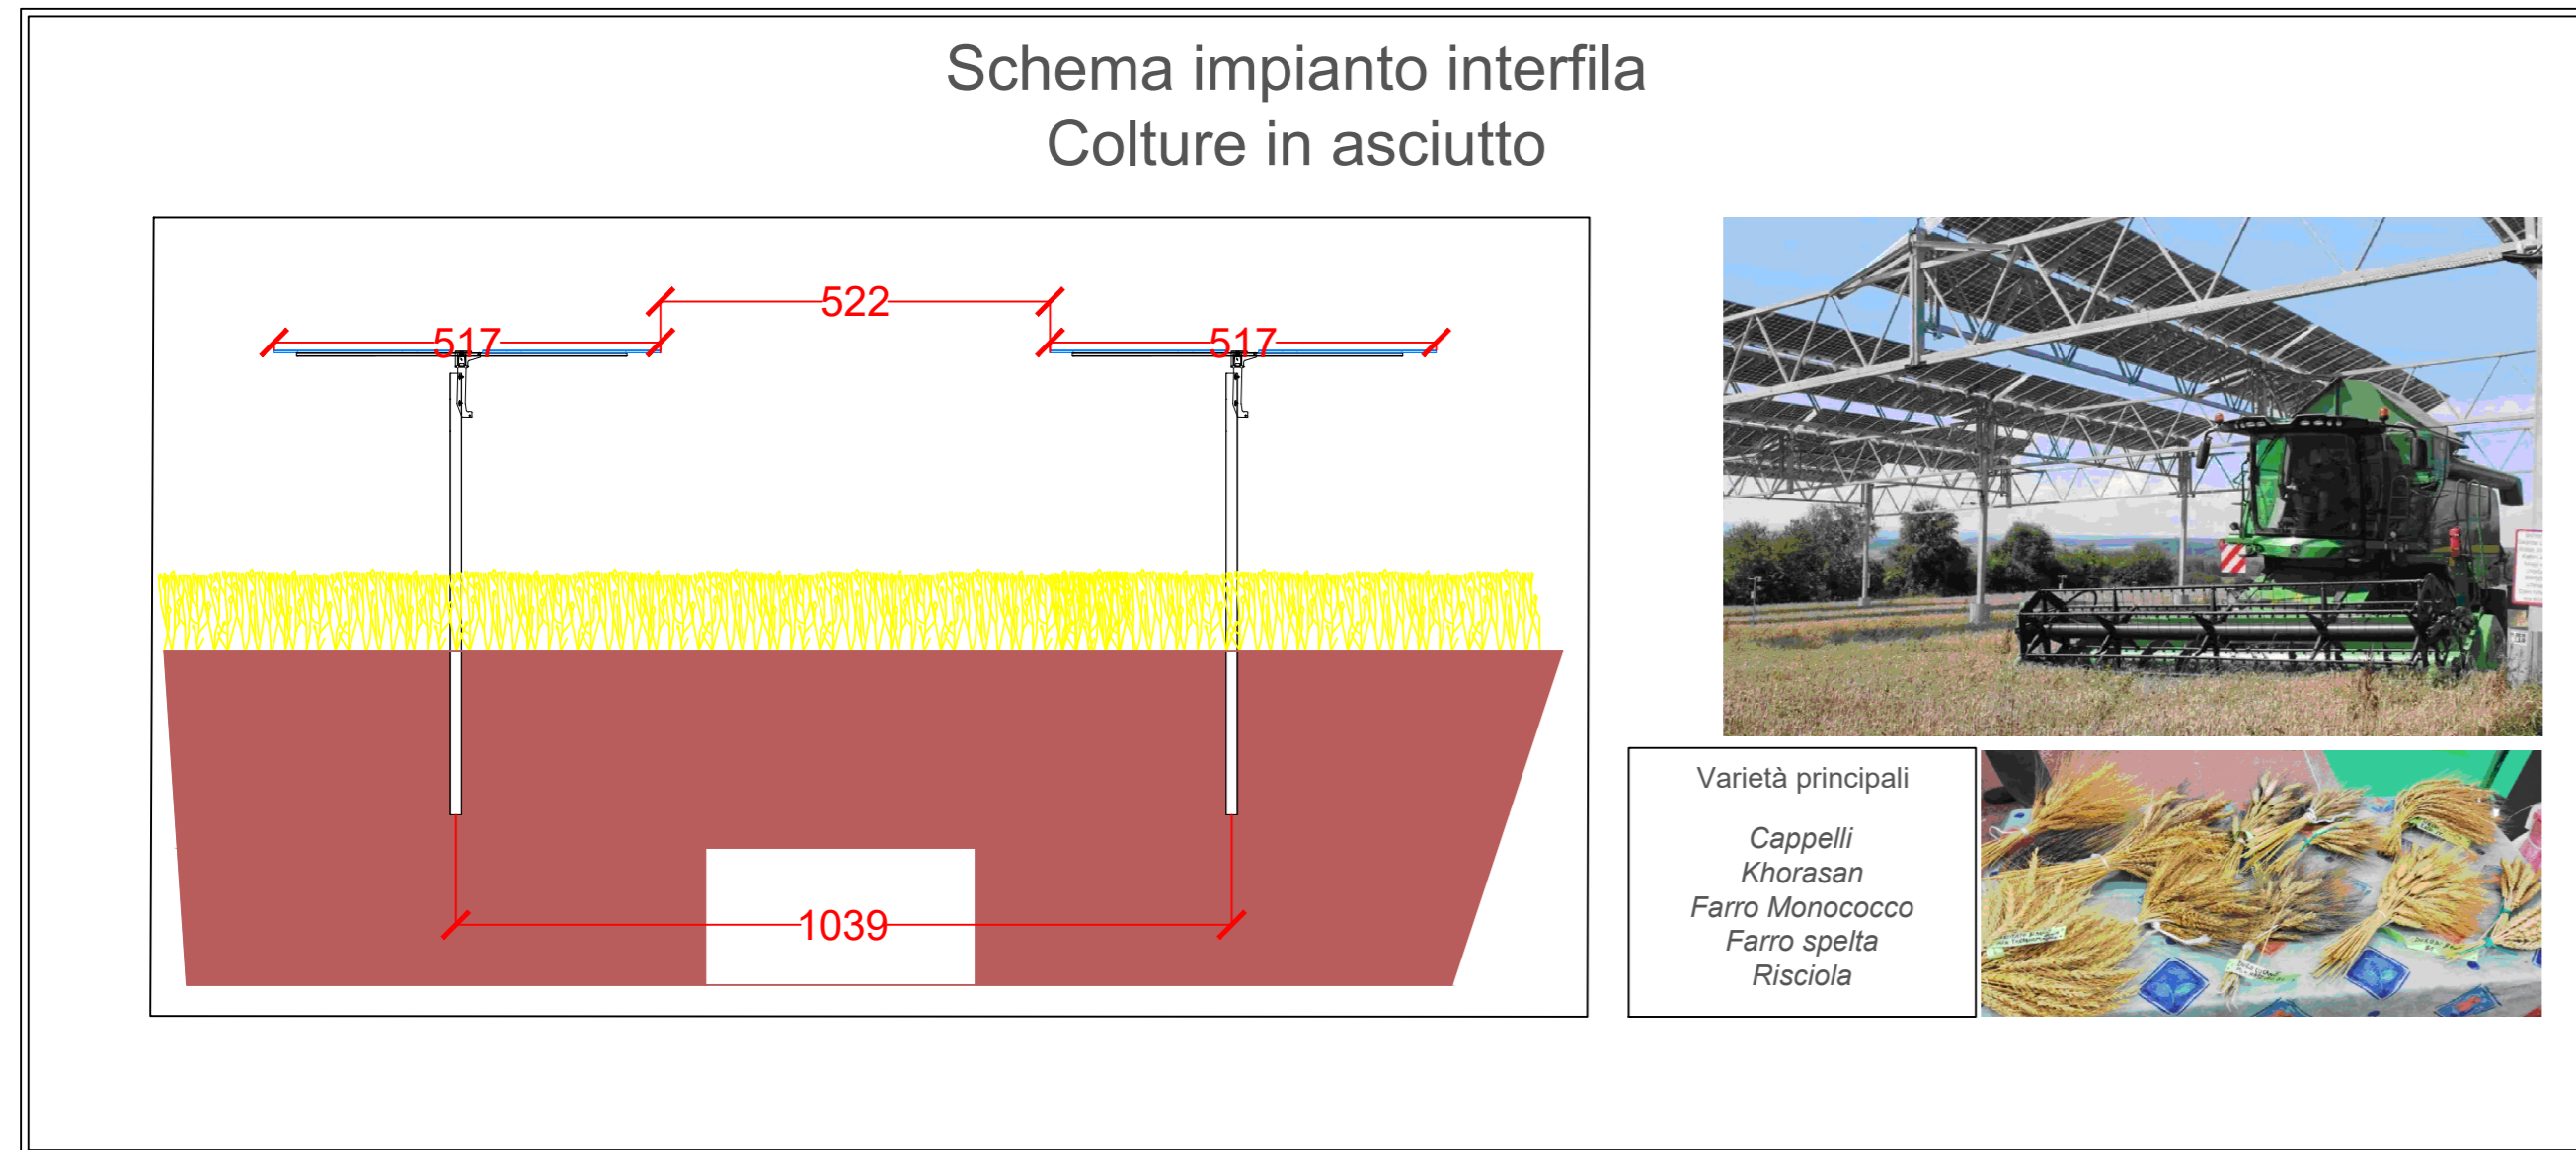 Schema impianto interfila
Colture in asciutto
522
517
517
1039
Varietà principali
Cappelli
Khorasan
Farro Monococco
Farro spelta
Risciola